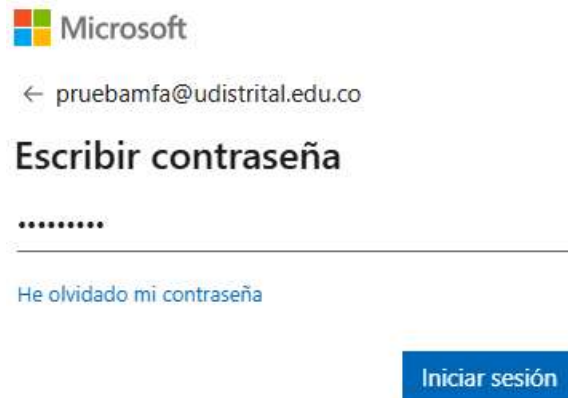 Microsoft
← pruebamfa@udistrital.edu.co
Escribir contraseña
•••••••••
He olvidado mi contraseña
Iniciar sesión